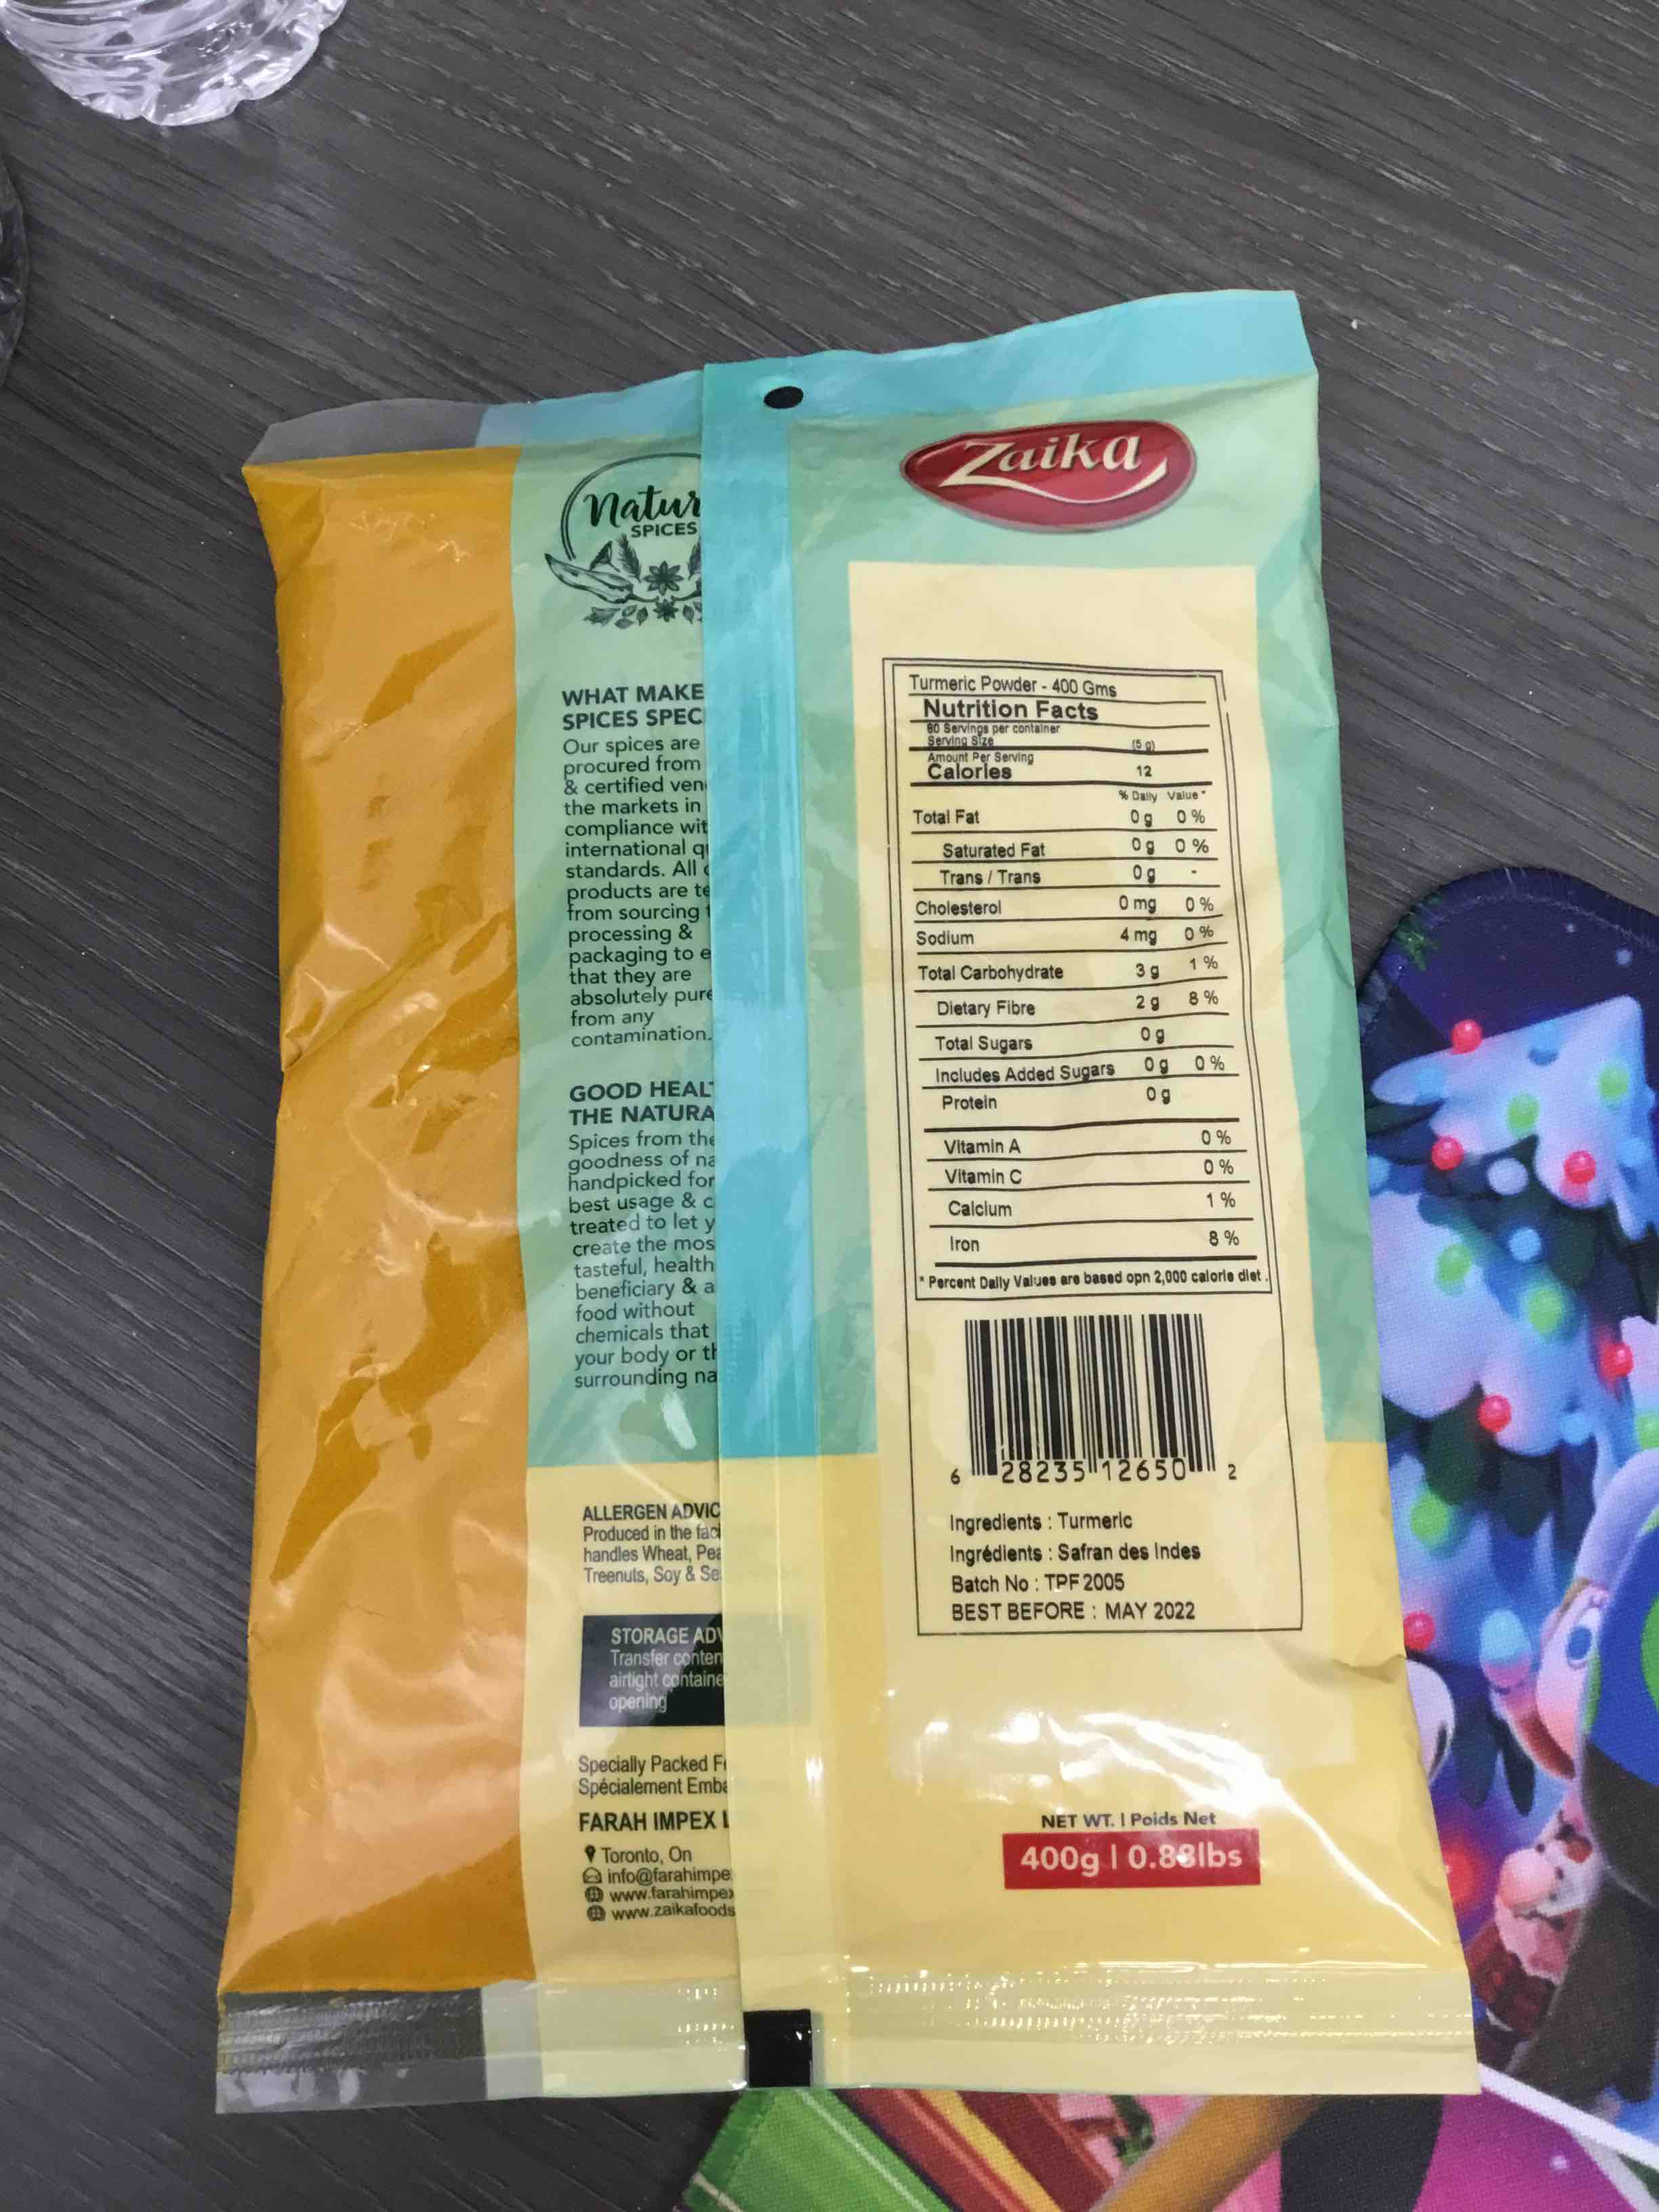 Natur
SPICES
WHAT MAKE
SPICES SPEC
Our spices are
procured from
& certified ven
the markets in
compliance wit
international q
standards. All
products are te
from sourcing
processing &
packaging to e
that they are
absolutely pure
from any
contamination.
GOOD HEAL
THE NATURA
Spices from the
goodness of na
handpicked for
best usage & c
treated to let y
create the mos
tasteful, health
beneficiary & a
food without
chemicals that
your body or th
surrounding na
ALLERGEN ADVIC
Produced in the faci
handles Wheat, Pea
Treenuts, Soy & Se
STORAGE ADV
Transfer conten
airtight containe
opening
Specially Packed F
Spécialement Emba
FARAH IMPEX L
Toronto, On
info@farahimpe
www.farahimpex
www.zaikafoods
Zaika
Turmeric Powder - 400 Gms
Nutrition Facts
80 Servings per container
Serving Size (5 g)
Amount Per Serving
Calories 12
% Daily Value *
Total Fat 0 g 0 %
Saturated Fat 0 g 0 %
Trans / Trans 0 g -
Cholesterol 0 mg 0 %
Sodium 4 mg 0 %
Total Carbohydrate 3 g 1 %
Dietary Fibre 2 g 8 %
Total Sugars 0 g
Includes Added Sugars 0 g 0 %
Protein 0 g
Vitamin A 0 %
Vitamin C 0 %
Calcium 1 %
Iron 8 %
* Percent Daily Values are based opn 2,000 calorie diet .
6 28235 12650 2
Ingredients : Turmeric
Ingrédients : Safran des Indes
Batch No : TPF 2005
BEST BEFORE : MAY 2022
NET WT. | Poids Net
400g | 0.88lbs